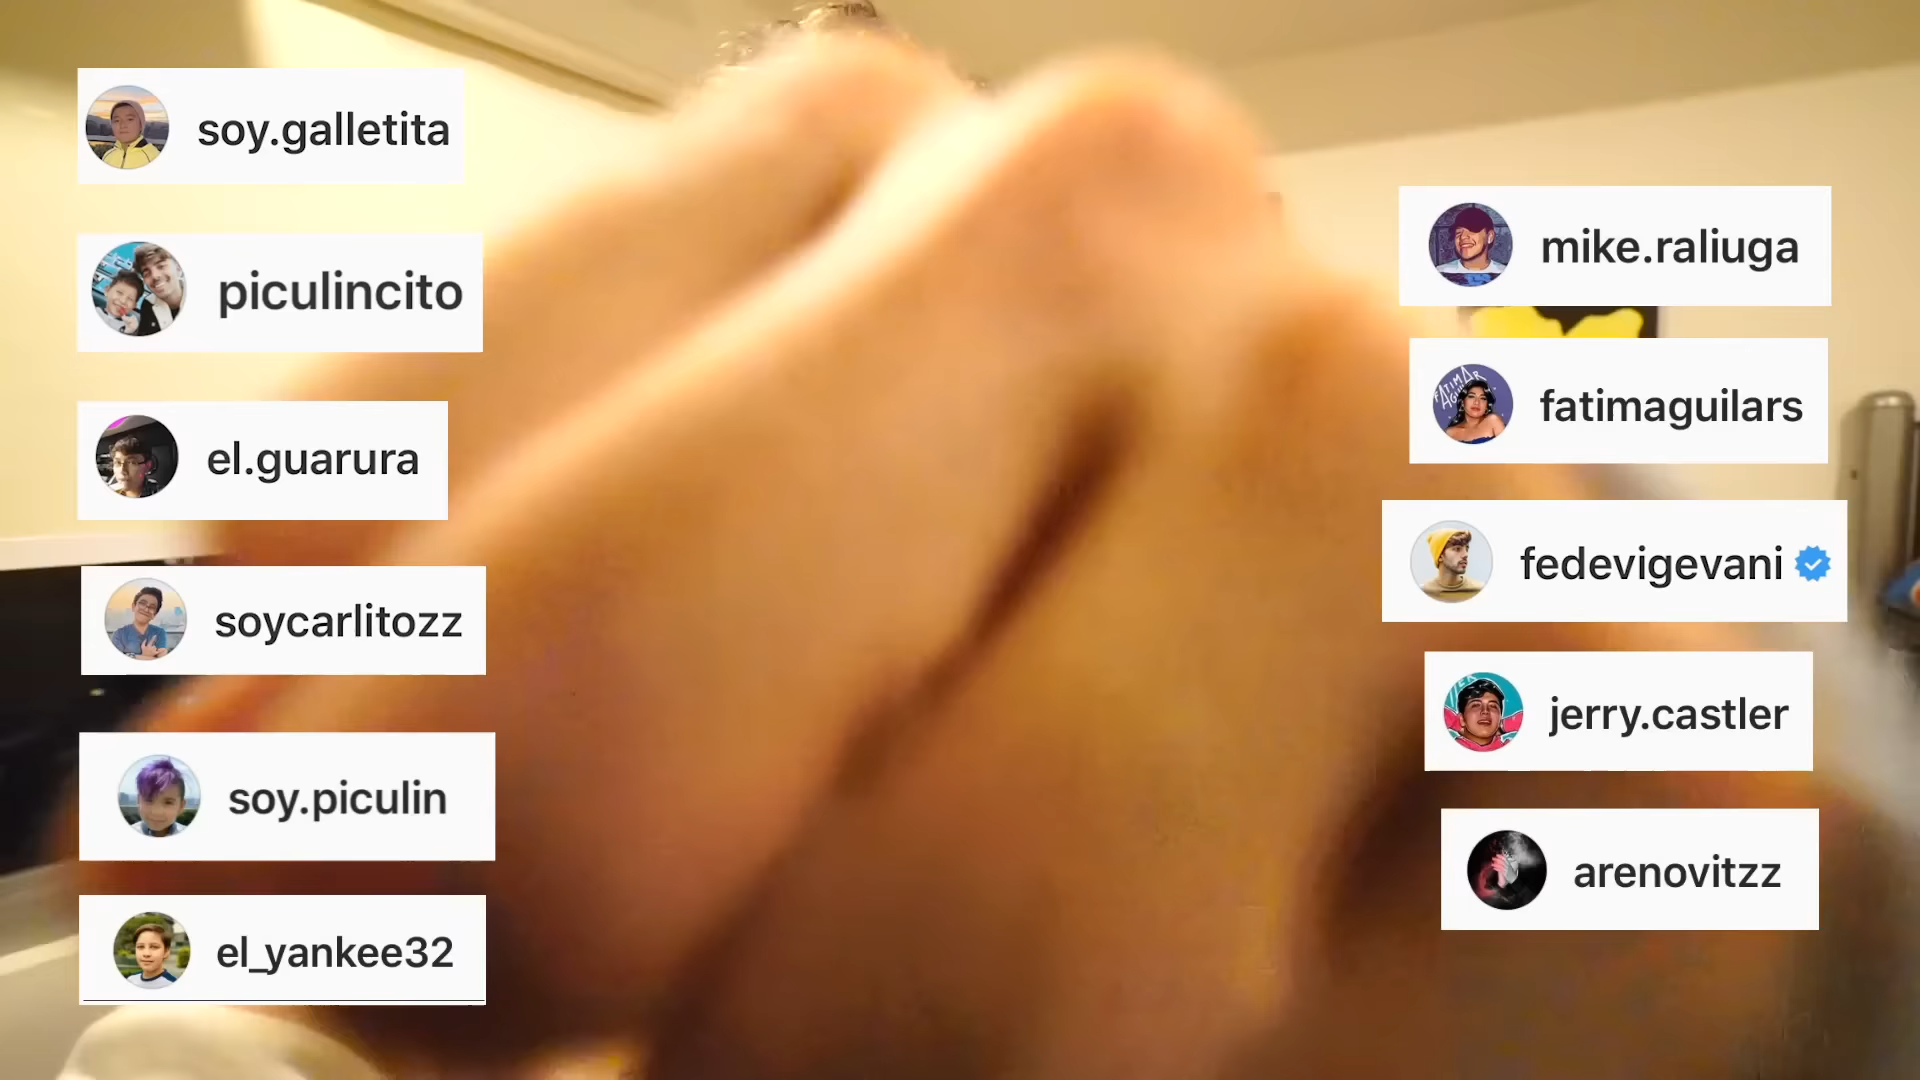 soy.galletita
piculincito
el.guarura
soycarlitozz
soy.piculin
el_yankee32
mike.raliuga
fatimaguilars
fedevigevani
jerry.castler
arenovitzz